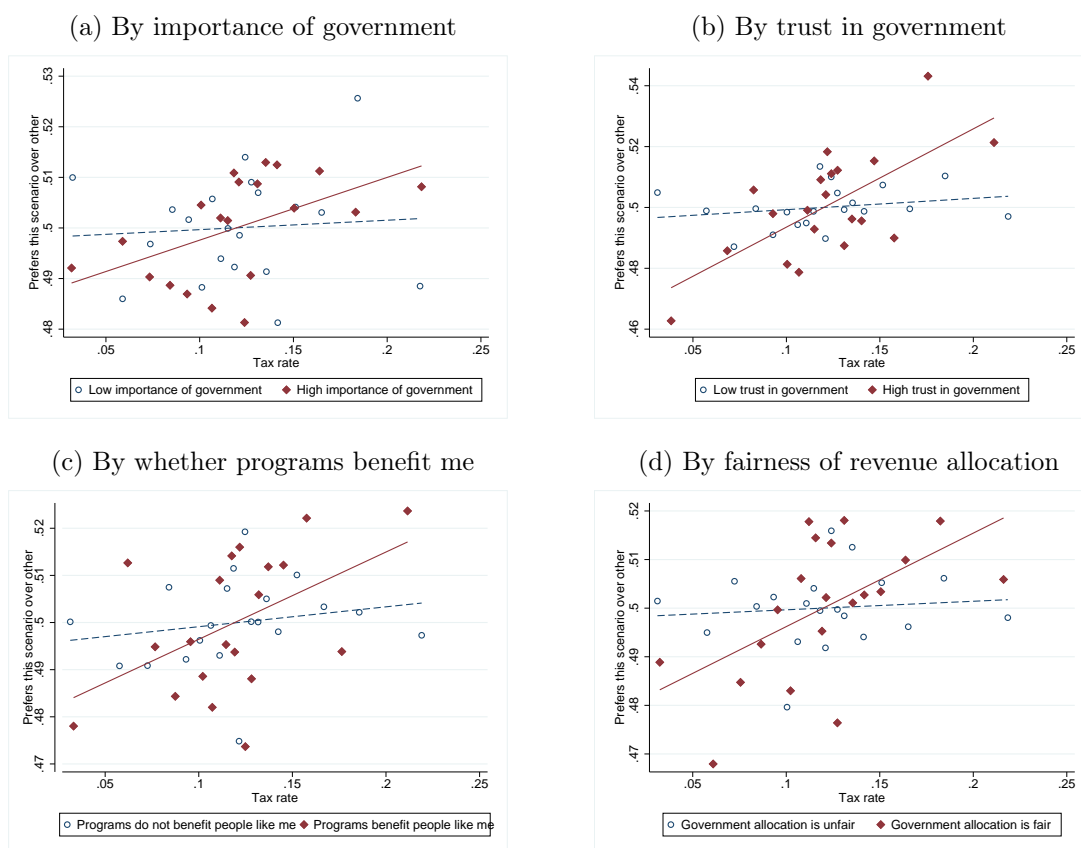 (a) By importance of government
Prefers this scenario over other
.53
.52
.51
.5
.49
.48
.05 .1 .15 .2 .25
Tax rate
Low importance of government High importance of government
(b) By trust in government
Prefers this scenario over other
.54
.52
.5
.48
.46
.05 .1 .15 .2 .25
Tax rate
Low trust in government High trust in government
(c) By whether programs benefit me
Prefers this scenario over other
.52
.51
.5
.49
.48
.47
.05 .1 .15 .2 .25
Tax rate
Programs do not benefit people like me Programs benefit people like me
(d) By fairness of revenue allocation
Prefers this scenario over other
.52
.51
.5
.49
.48
.47
.05 .1 .15 .2 .25
Tax rate
Government allocation is unfair Government allocation is fair